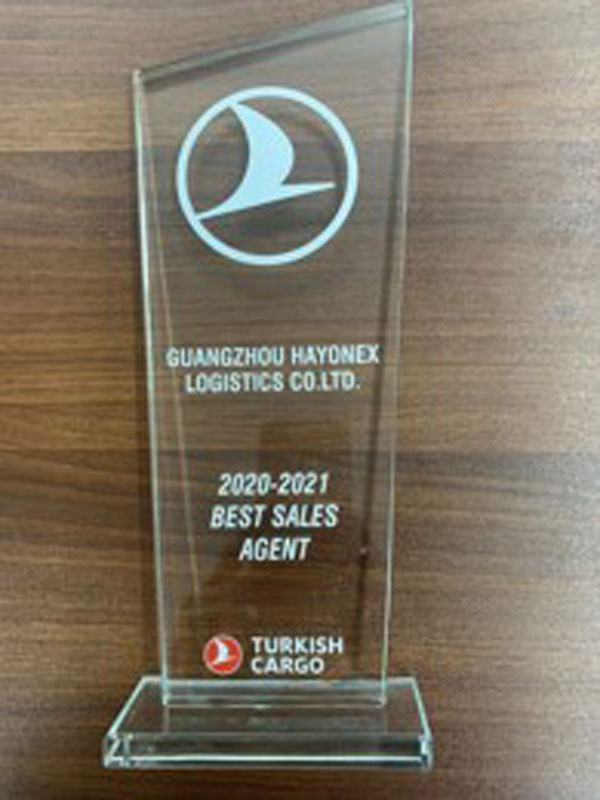 GUANGZHOU HAYONEX
LOGISTICS CO.LTD.
2020-2021
BEST SALES
AGENT
TURKISH
CARGO